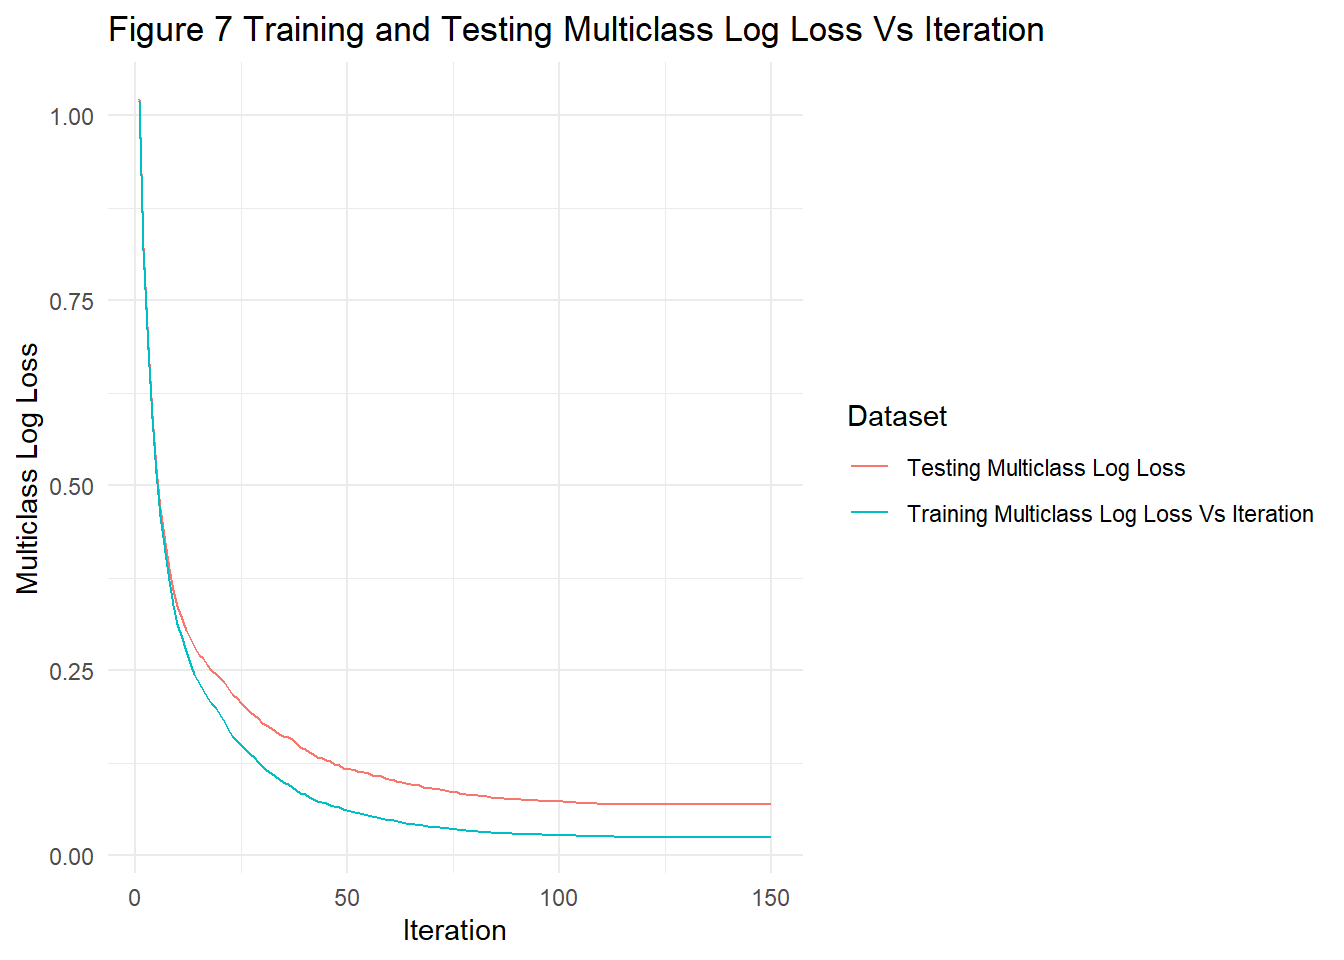 Figure 7 Training and Testing Multiclass Log Loss Vs Iteration
1.00
0.75
0.50
0.25
0.00
Multiclass Log Loss
0 50 100 150
Iteration
Dataset
Testing Multiclass Log Loss
Training Multiclass Log Loss Vs Iteration